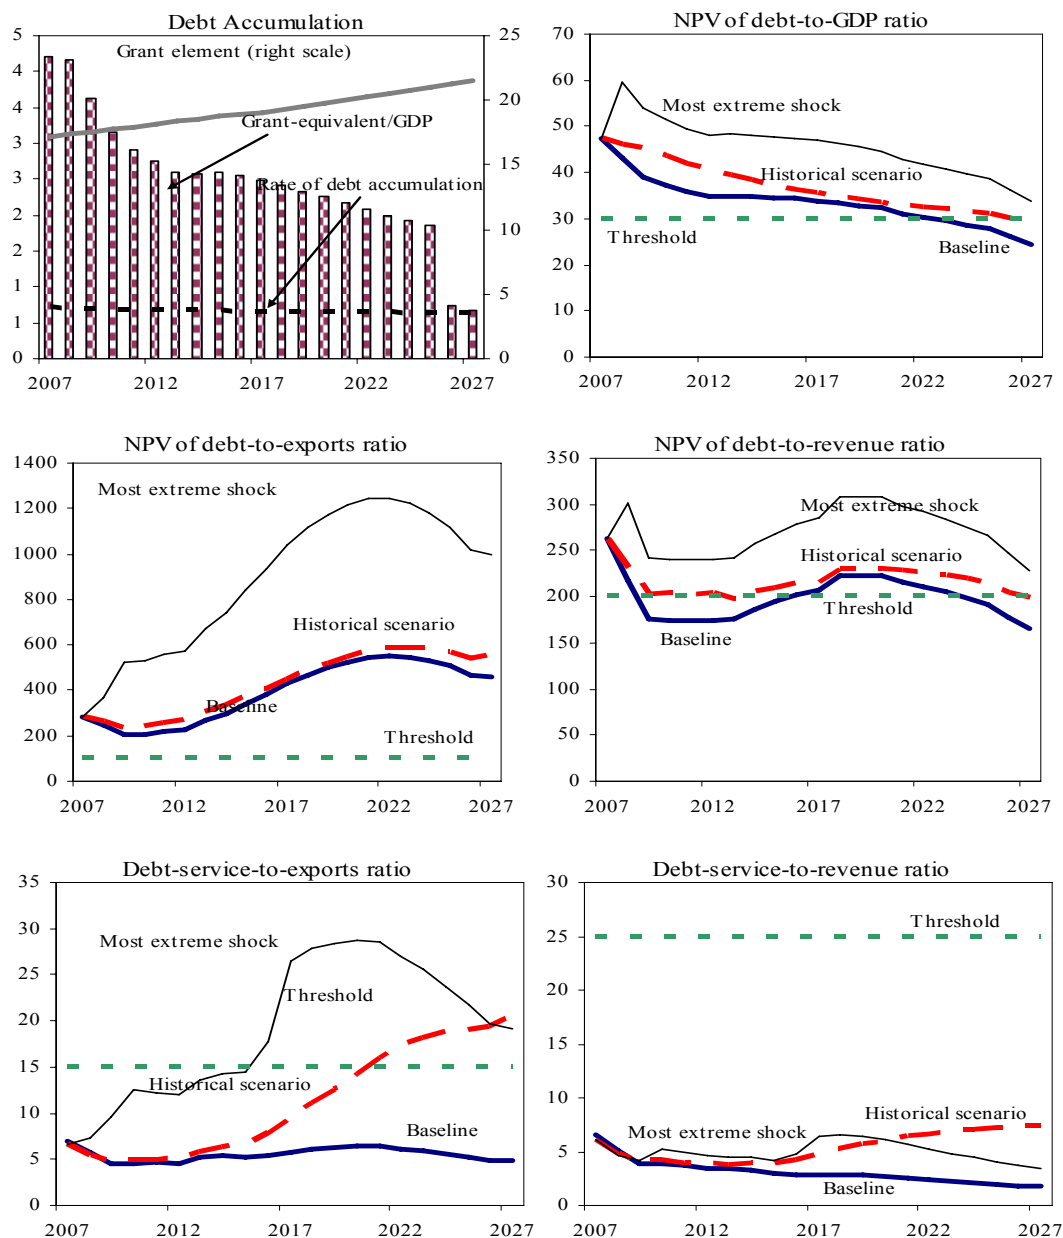 Debt Accumulation
5
5
4
4
3
3
2
2
1
1
0
25
20
15
10
5
0
Grant element (right scale)
Grant-equivalent/GDP
Rate of debt accumulation
2007 2012 2017 2022 2027
NPV of debt-to-GDP ratio
70
60
50
40
30
20
10
0
Most extreme shock
Historical scenario
Threshold
Baseline
2007 2012 2017 2022 2027
NPV of debt-to-exports ratio
1400
1200
1000
800
600
400
200
0
Most extreme shock
Historical scenario
Baseline
Threshold
2007 2012 2017 2022 2027
NPV of debt-to-revenue ratio
350
300
250
200
150
100
50
0
Most extreme shock
Historical scenario
Threshold
Baseline
2007 2012 2017 2022 2027
Debt-service-to-exports ratio
35
30
25
20
15
10
5
0
Most extreme shock
Threshold
Historical scenario
Baseline
2007 2012 2017 2022 2027
Debt-service-to-revenue ratio
30
25
20
15
10
5
0
Threshold
Historical scenario
Most extreme shock
Baseline
2007 2012 2017 2022 2027